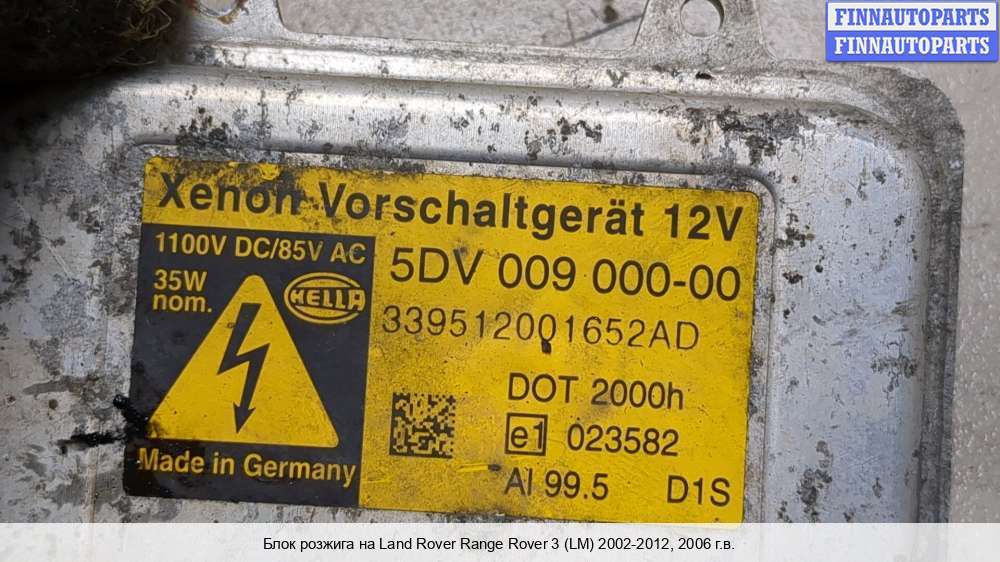 FINNAUTOPARTS
FINNAUTOPARTS
Xenon Vorschaltgerät 12V
1100V DC/85V AC
35W
nom.
HELLA
5DV 009 000-00
339512001652AD
DOT 2000h
e1 023582
Al 99.5 D1S
Made in Germany
Блок розжига на Land Rover Range Rover 3 (LM) 2002-2012, 2006 г.в.